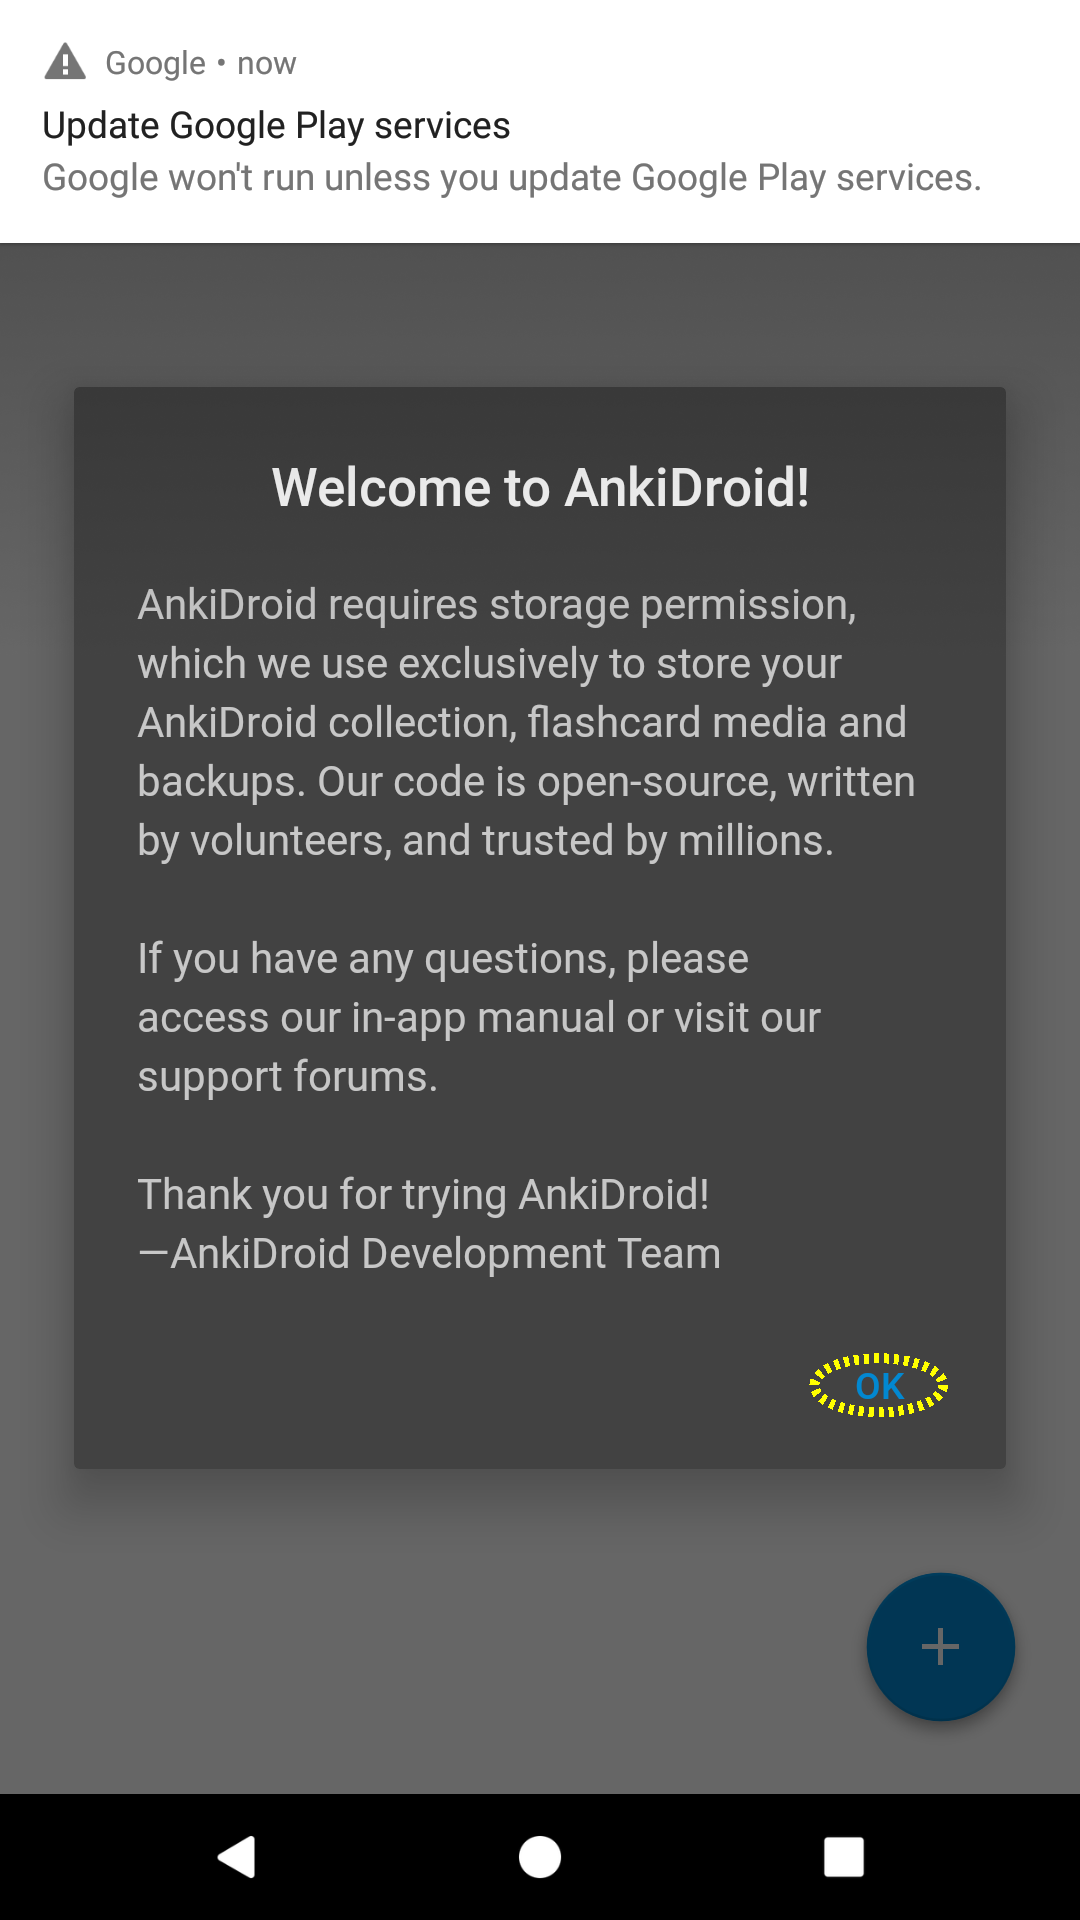 Google • now
Update Google Play services
Google won't run unless you update Google Play services.
Welcome to AnkiDroid!
AnkiDroid requires storage permission,
which we use exclusively to store your
AnkiDroid collection, flashcard media and
backups. Our code is open-source, written
by volunteers, and trusted by millions.
If you have any questions, please
access our in-app manual or visit our
support forums.
Thank you for trying AnkiDroid!
—AnkiDroid Development Team
OK